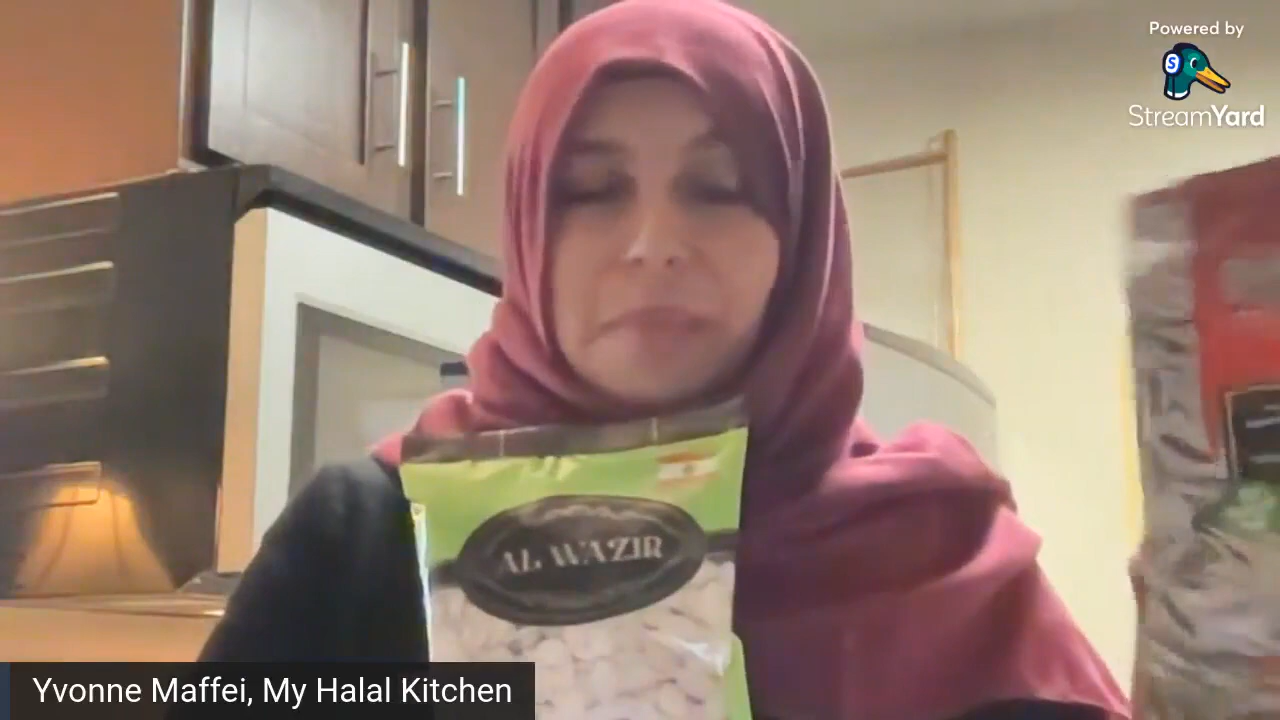 Powered by
S
StreamYard
AL WAZIR
Yvonne Maffei, My Halal Kitchen